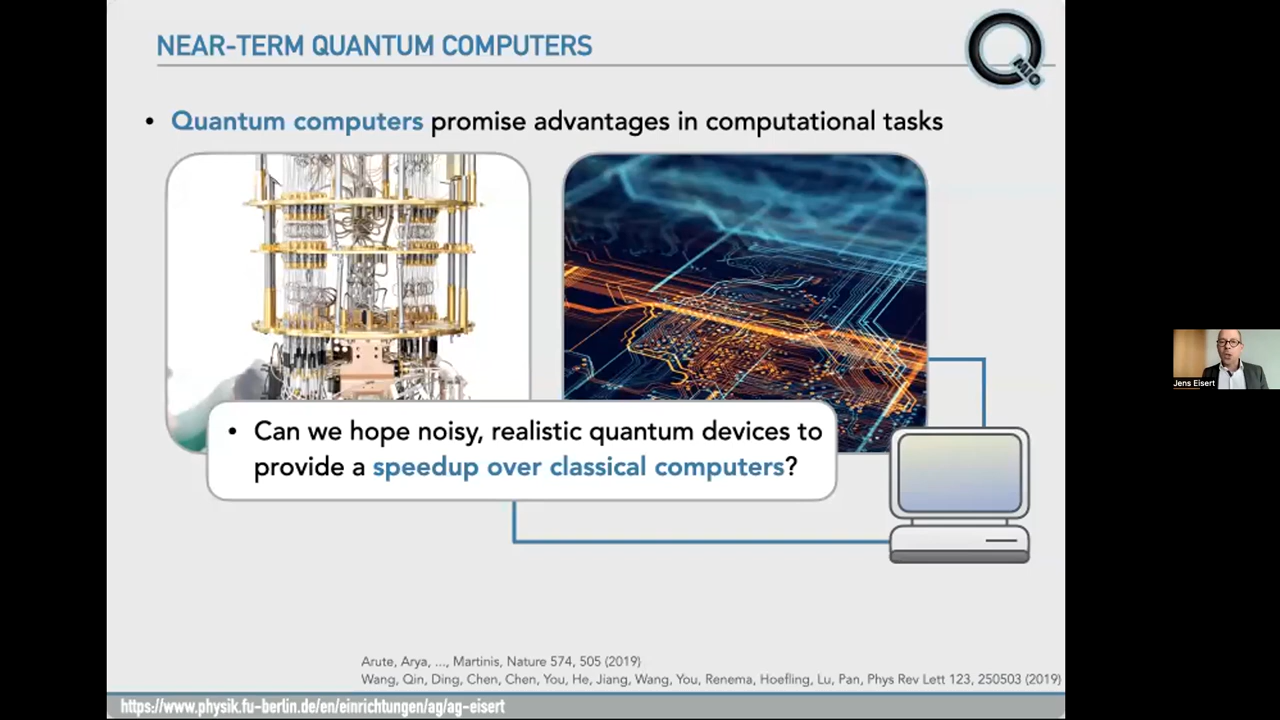 NEAR-TERM QUANTUM COMPUTERS
Q MIO
• Quantum computers promise advantages in computational tasks
• Can we hope noisy, realistic quantum devices to
provide a speedup over classical computers?
Jens Eisert
Arute, Arya, ..., Martinis, Nature 574, 505 (2019)
Wang, Qin, Ding, Chen, Chen, You, He, Jiang, Wang, You, Renema, Hoefling, Lu, Pan, Phys Rev Lett 123, 250503 (2019)
https://www.physik.fu-berlin.de/en/einrichtungen/ag/ag-eisert